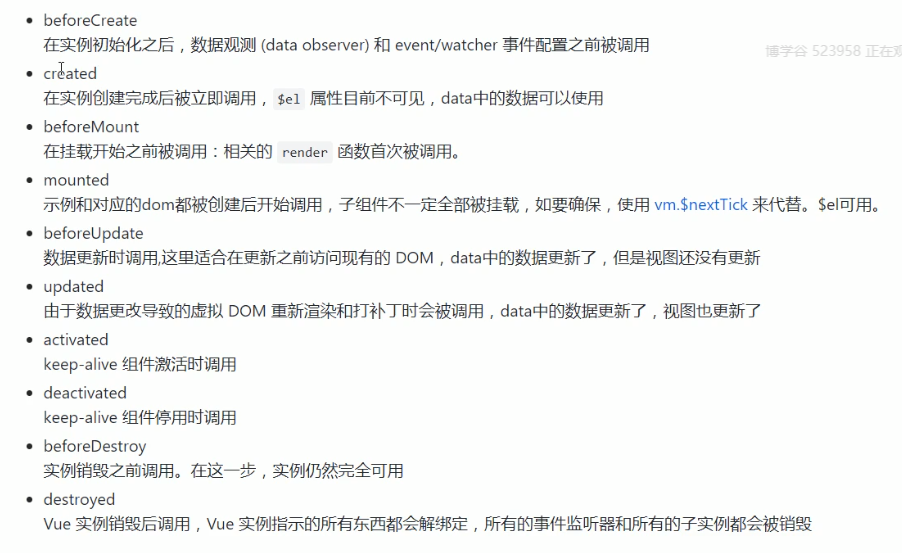 beforeCreate
在实例初始化之后，数据观测 (data observer) 和 event/watcher 事件配置之前被调用
博学谷 523958 正在观
created
在实例创建完成后被立即调用，$el 属性目前不可见，data中的数据可以使用
beforeMount
在挂载开始之前被调用：相关的 render 函数首次被调用。
mounted
示例和对应的dom都被创建后开始调用，子组件不一定全部被挂载，如要确保，使用 vm.$nextTick 来代替。$el可用。
beforeUpdate
数据更新时调用,这里适合在更新之前访问现有的 DOM，data中的数据更新了，但是视图还没有更新
updated
由于数据更改导致的虚拟 DOM 重新渲染和打补丁时会被调用，data中的数据更新了，视图也更新了
activated
keep-alive 组件激活时调用
deactivated
keep-alive 组件停用时调用
beforeDestroy
实例销毁之前调用。在这一步，实例仍然完全可用
destroyed
Vue 实例销毁后调用，Vue 实例指示的所有东西都会解绑定，所有的事件监听器和所有的子实例都会被销毁